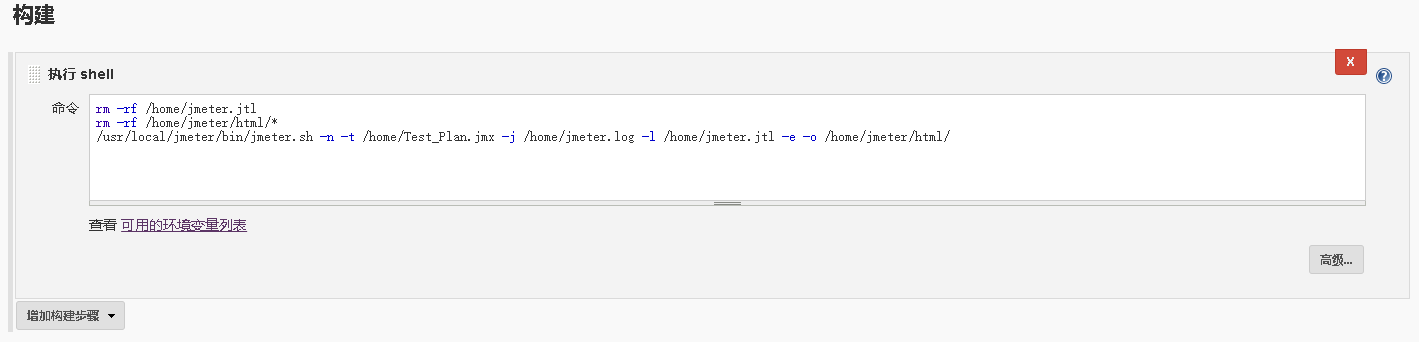 构建
执行 shell
X
命令
rm -rf /home/jmeter.jtl
rm -rf /home/jmeter/html/*
/usr/local/jmeter/bin/jmeter.sh -n -t /home/Test_Plan.jmx -j /home/jmeter.log -l /home/jmeter.jtl -e -o /home/jmeter/html/
查看 可用的环境变量列表
高级...
增加构建步骤